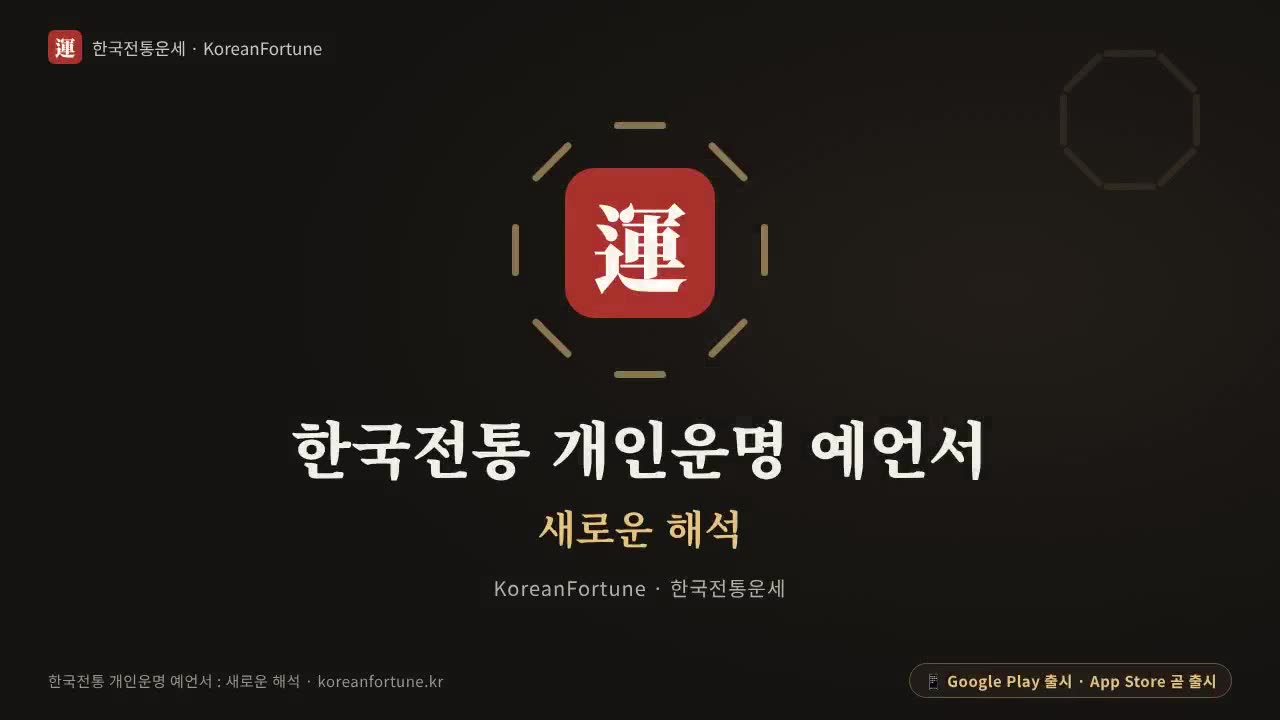 運 한국전통운세 · KoreanFortune
運
한국전통 개인운명 예언서
새로운 해석
KoreanFortune · 한국전통운세
한국전통 개인운명 예언서 : 새로운 해석 · koreanfortune.kr
Google Play 출시 · App Store 곧 출시